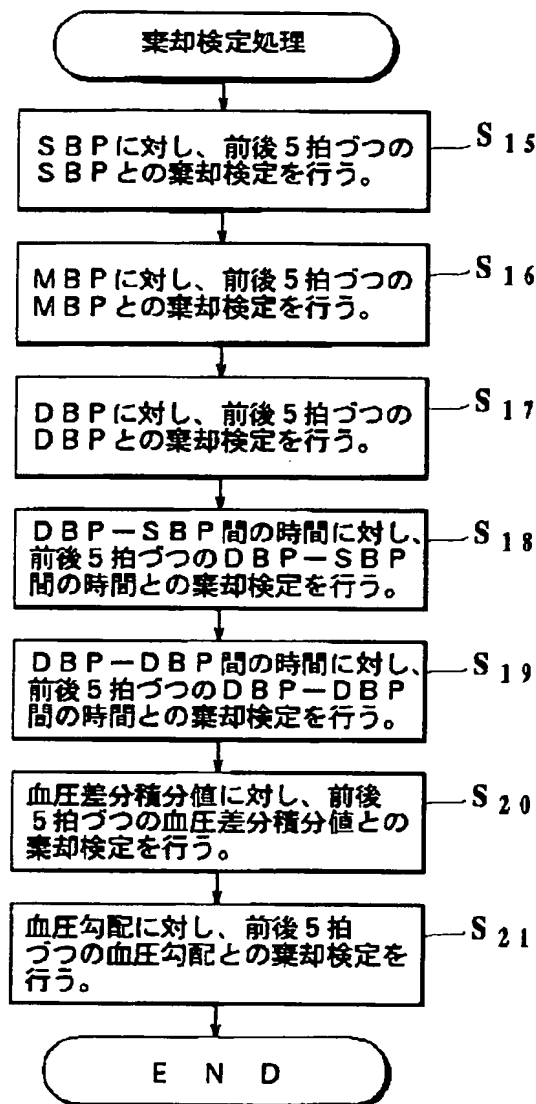 棄却検定処理
SBPに対し、前後5拍づつの
SBPとの棄却検定を行う。
S15
MBPに対し、前後5拍づつの
MBPとの棄却検定を行う。
S16
DBPに対し、前後5拍づつの
DBPとの棄却検定を行う。
S17
DBP-SBP間の時間に対し、
前後5拍づつのDBP-SBP
間の時間との棄却検定を行う。
S18
DBP-DBP間の時間に対し、
前後5拍づつのDBP-DBP
間の時間との棄却検定を行う。
S19
血圧差分積分値に対し、前後
5拍づつの血圧差分積分値との
棄却検定を行う。
S20
血圧勾配に対し、前後5拍
づつの血圧勾配との棄却検定を
行う。
S21
END